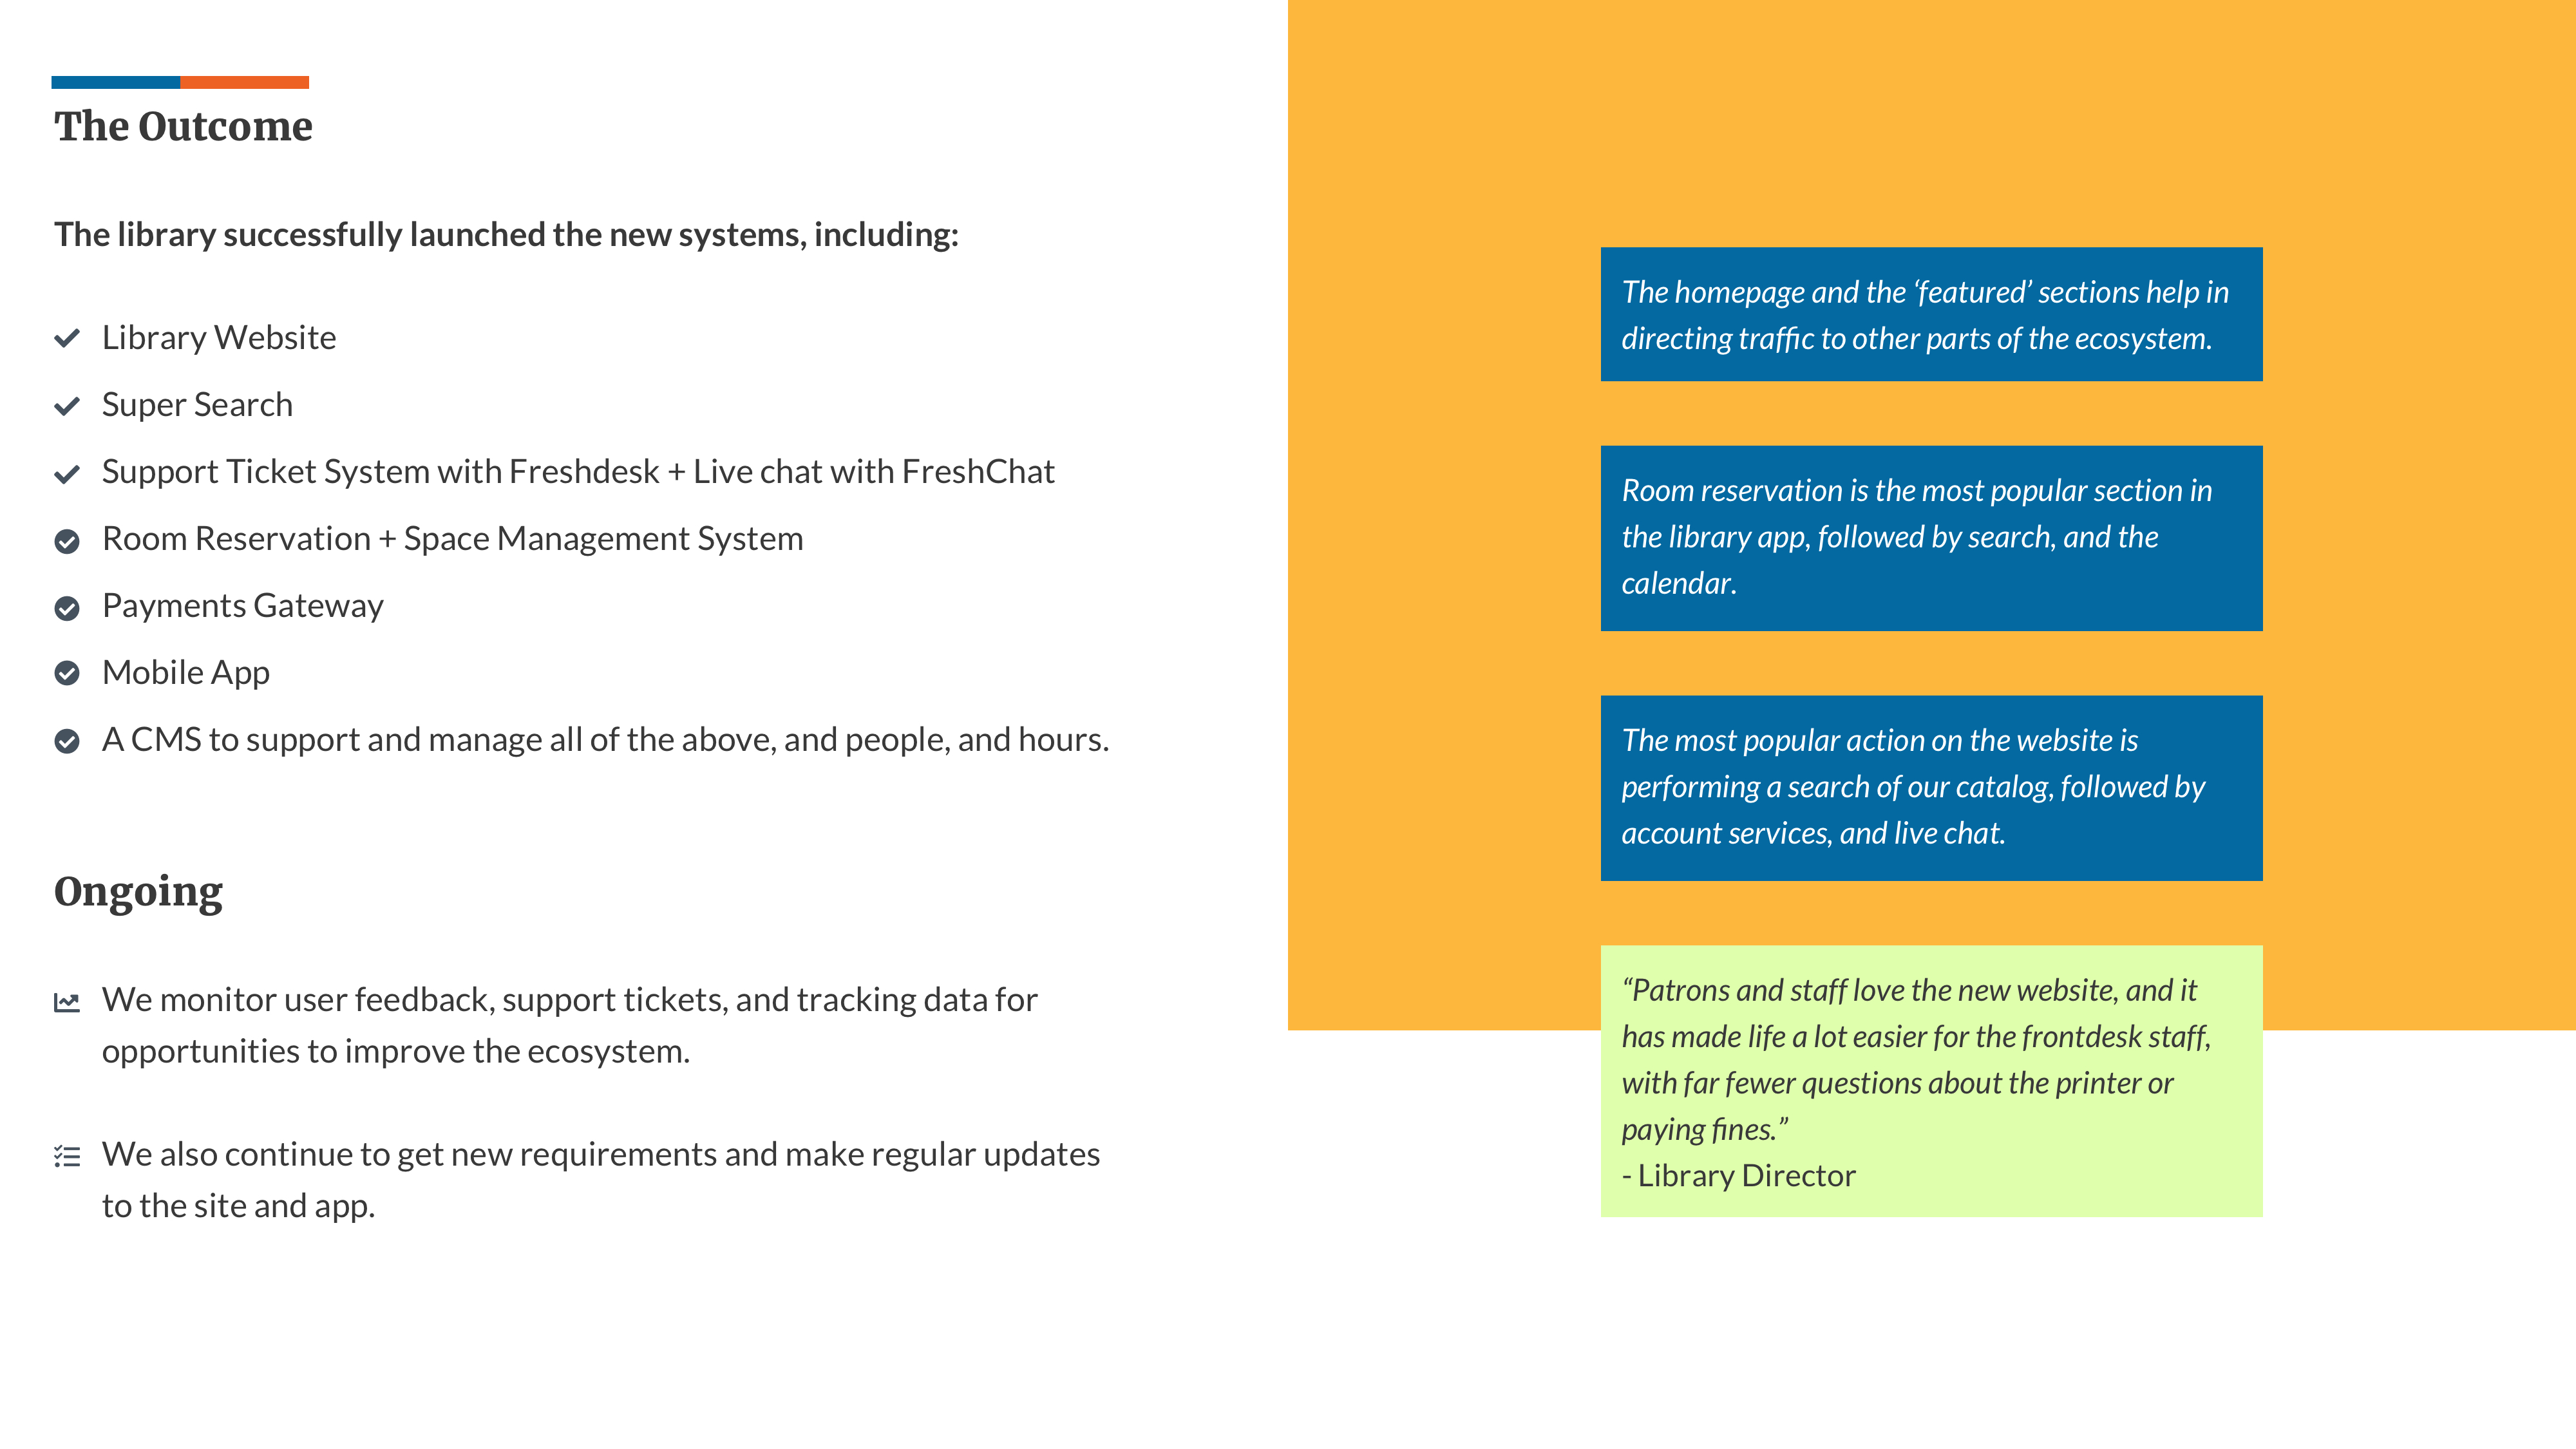 The Outcome
The library successfully launched the new systems, including:
Library Website
Super Search
Support Ticket System with Freshdesk + Live chat with FreshChat
Room Reservation + Space Management System
Payments Gateway
Mobile App
A CMS to support and manage all of the above, and people, and hours.
Ongoing
We monitor user feedback, support tickets, and tracking data for
opportunities to improve the ecosystem.
We also continue to get new requirements and make regular updates
to the site and app.
The homepage and the ‘featured’ sections help in
directing traffic to other parts of the ecosystem.
Room reservation is the most popular section in
the library app, followed by search, and the
calendar.
The most popular action on the website is
performing a search of our catalog, followed by
account services, and live chat.
“Patrons and staff love the new website, and it
has made life a lot easier for the frontdesk staff,
with far fewer questions about the printer or
paying fines.”
- Library Director